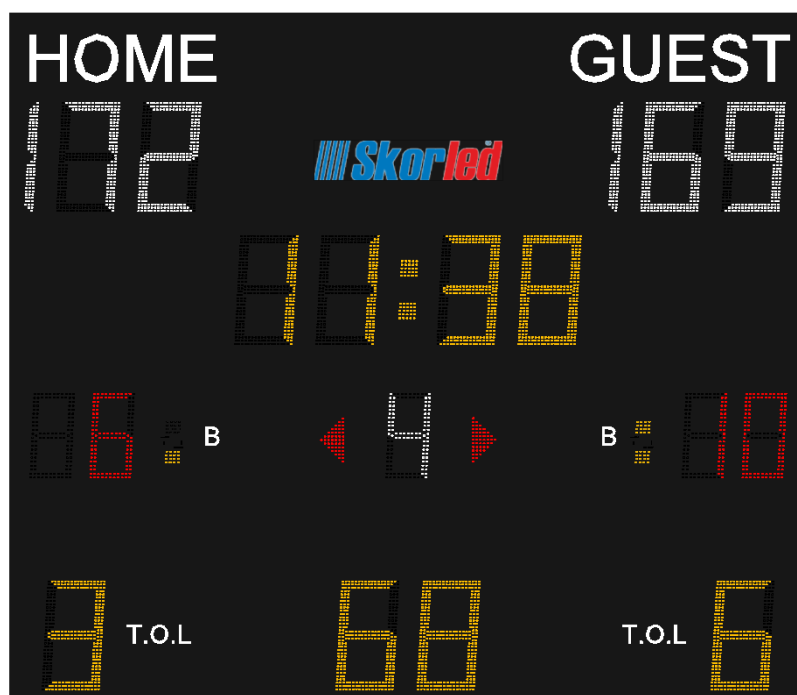 HOME GUEST
172 169
Skorled
11:38
6 B 4 B 10
3 T.O.L 68 T.O.L 6